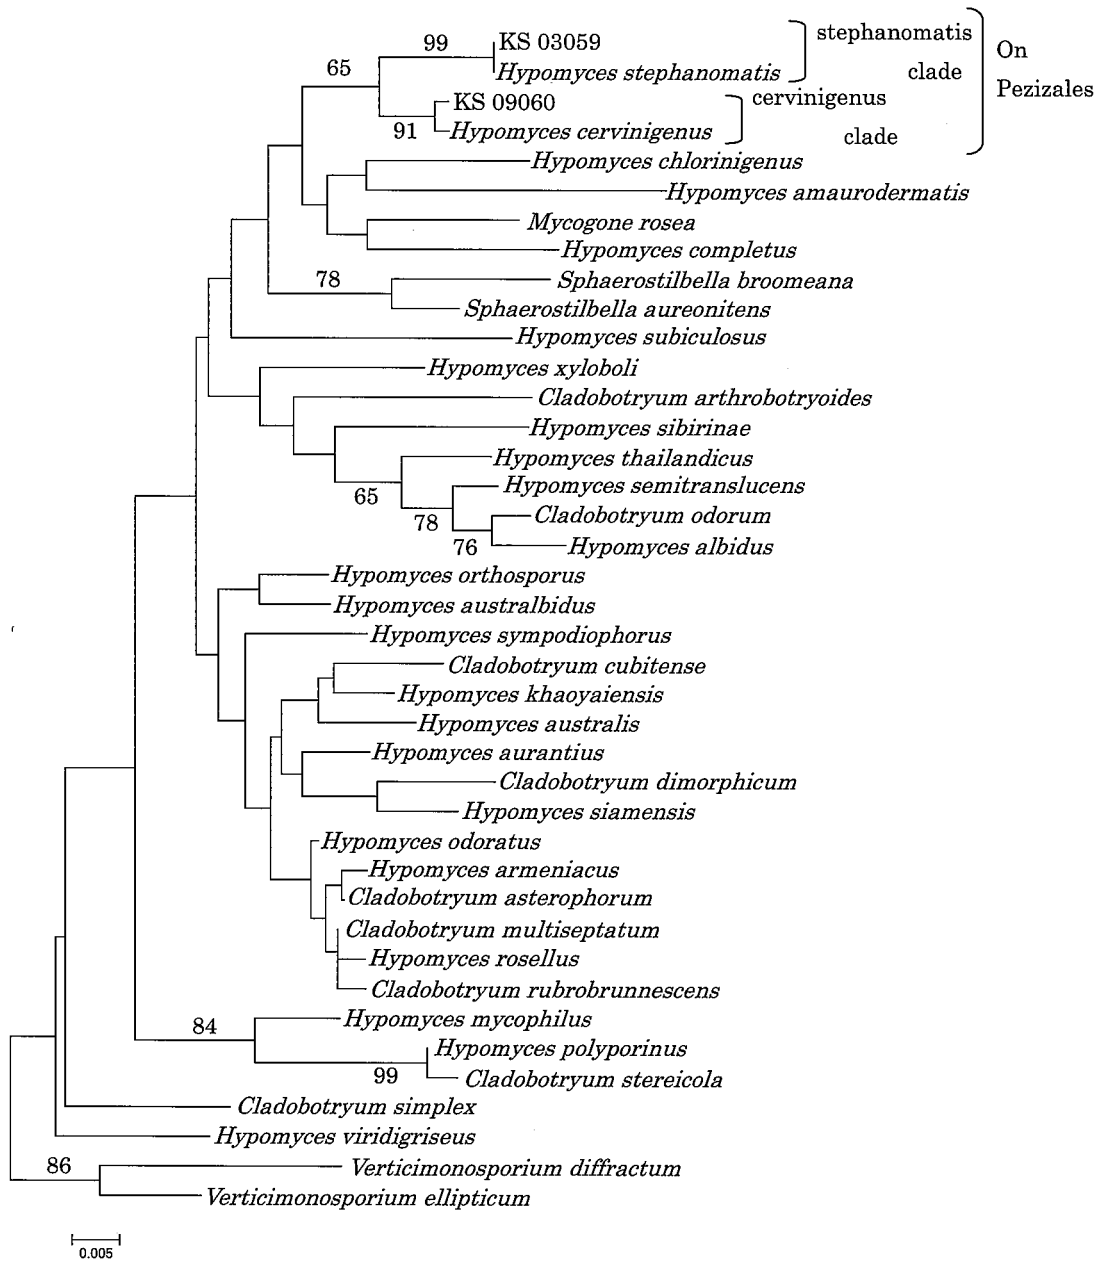 99
KS 03059
stephanomatis
On
65
Hypomyces stephanomatis
clade
Pezizales
KS 09060
cervinigenus
91
Hypomyces cervinigenus
clade
Hypomyces chlorinigenus
Hypomyces amaurodermatis
Mycogone rosea
Hypomyces completus
78
Sphaerostilbella broomeana
Sphaerostilbella aureonitens
Hypomyces subiculosus
Hypomyces xyloboli
Cladobotryum arthrobotryoides
Hypomyces sibirinae
Hypomyces thailandicus
65
Hypomyces semitranslucens
78
Cladobotryum odorum
76
Hypomyces albidus
Hypomyces orthosporus
Hypomyces australbidus
Hypomyces sympodiophorus
Cladobotryum cubitense
Hypomyces khaoyaiensis
Hypomyces australis
Hypomyces aurantius
Cladobotryum dimorphicum
Hypomyces siamensis
Hypomyces odoratus
Hypomyces armeniacus
Cladobotryum asterophorum
Cladobotryum multiseptatum
Hypomyces rosellus
Cladobotryum rubrobrunnescens
84
Hypomyces mycophilus
Hypomyces polyporinus
99
Cladobotryum stereicola
Cladobotryum simplex
Hypomyces viridigriseus
86
Verticimonosporium diffractum
Verticimonosporium ellipticum
0.005